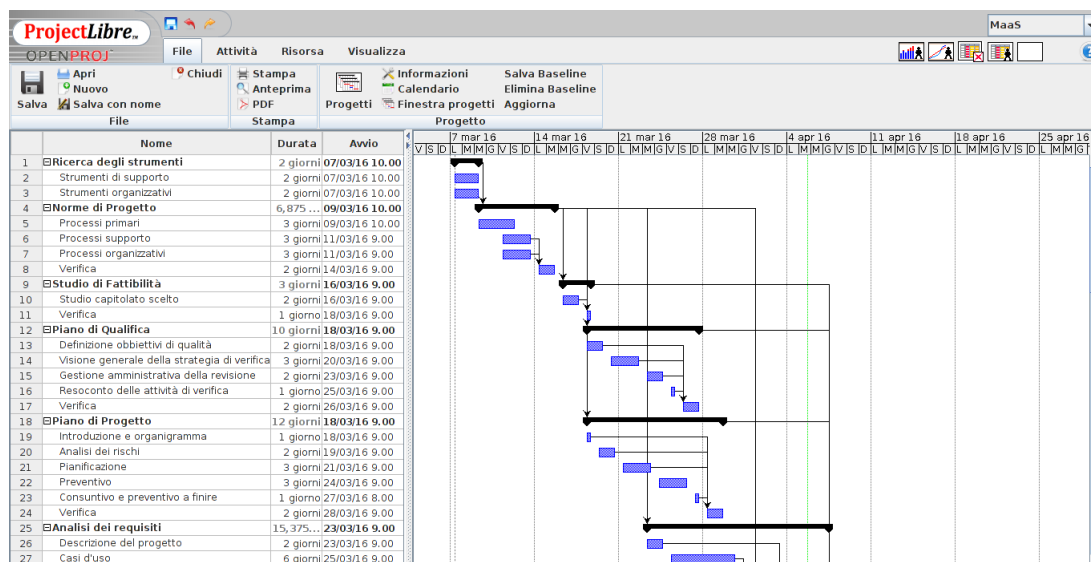 ProjectLibre™
OPENPROJ
MaaS
File Attività Risorsa Visualizza
Salva
Apri
Nuovo
Salva con nome
Chiudi
File
Stampa
Anteprima
PDF
Stampa
Progetti
Informazioni
Calendario
Finestra progetti
Salva Baseline
Elimina Baseline
Aggiorna
Progetto
Nome Durata Avvio
7 mar 16 14 mar 16 21 mar 16 28 mar 16 4 apr 16 11 apr 16 18 apr 16 25 apr 16
V S D L M M G V S D L M M G V S D L M M G V S D L M M G V S D L M M G V S D L M M G V S D L M M G V S D L M M G
1 Ricerca degli strumenti 2 giorni 07/03/16 10.00
2 Strumenti di supporto 2 giorni 07/03/16 10.00
3 Strumenti organizzativi 2 giorni 07/03/16 10.00
4 Norme di Progetto 6,875 ... 09/03/16 10.00
5 Processi primari 3 giorni 09/03/16 10.00
6 Processi supporto 3 giorni 11/03/16 9.00
7 Processi organizzativi 3 giorni 11/03/16 9.00
8 Verifica 2 giorni 14/03/16 9.00
9 Studio di Fattibilità 3 giorni 16/03/16 9.00
10 Studio capitolato scelto 2 giorni 16/03/16 9.00
11 Verifica 1 giorno 18/03/16 9.00
12 Piano di Qualifica 10 giorni 18/03/16 9.00
13 Definizione obbiettivi di qualità 2 giorni 18/03/16 9.00
14 Visione generale della strategia di verifica 3 giorni 20/03/16 9.00
15 Gestione amministrativa della revisione 2 giorni 23/03/16 9.00
16 Resoconto delle attività di verifica 1 giorno 25/03/16 9.00
17 Verifica 2 giorni 26/03/16 9.00
18 Piano di Progetto 12 giorni 18/03/16 9.00
19 Introduzione e organigramma 1 giorno 18/03/16 9.00
20 Analisi dei rischi 2 giorni 19/03/16 9.00
21 Pianificazione 3 giorni 21/03/16 9.00
22 Preventivo 3 giorni 24/03/16 9.00
23 Consuntivo e preventivo a finire 1 giorno 27/03/16 8.00
24 Verifica 2 giorni 28/03/16 9.00
25 Analisi dei requisiti 15,375... 23/03/16 9.00
26 Descrizione del progetto 2 giorni 23/03/16 9.00
27 Casi d'uso 6 giorni 25/03/16 9.00